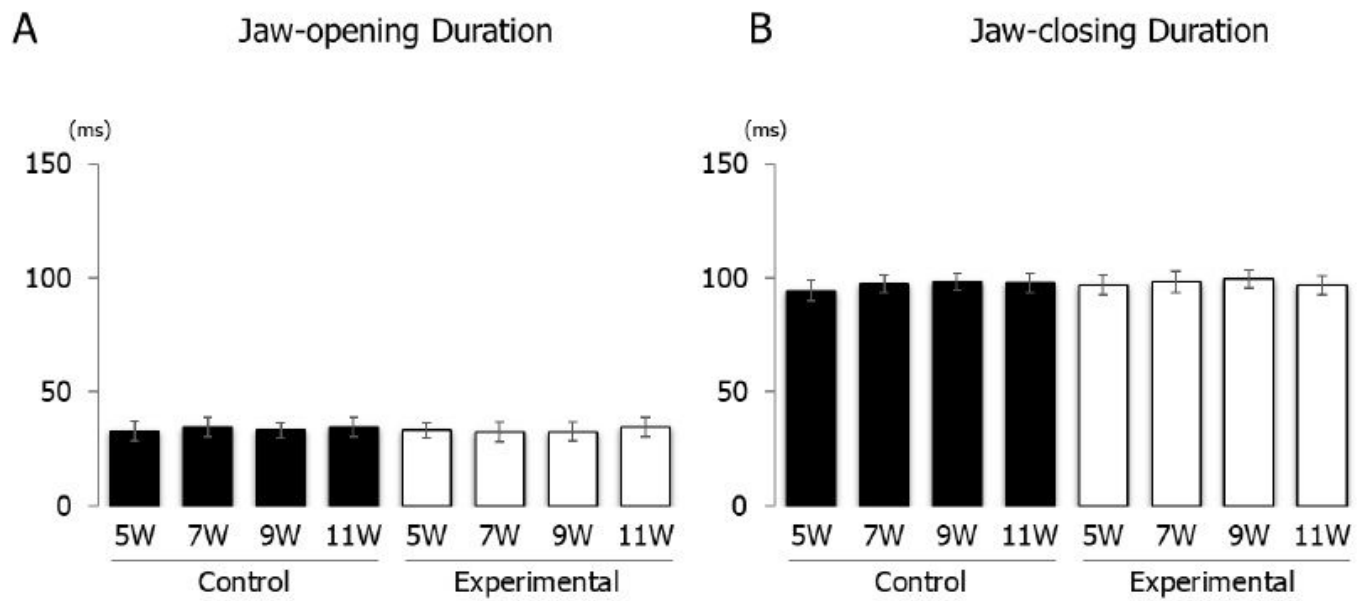 A Jaw-opening Duration
(ms)
150
100
50
0
5W 7W 9W 11W 5W 7W 9W 11W
Control Experimental
B Jaw-closing Duration
(ms)
150
100
50
0
5W 7W 9W 11W 5W 7W 9W 11W
Control Experimental